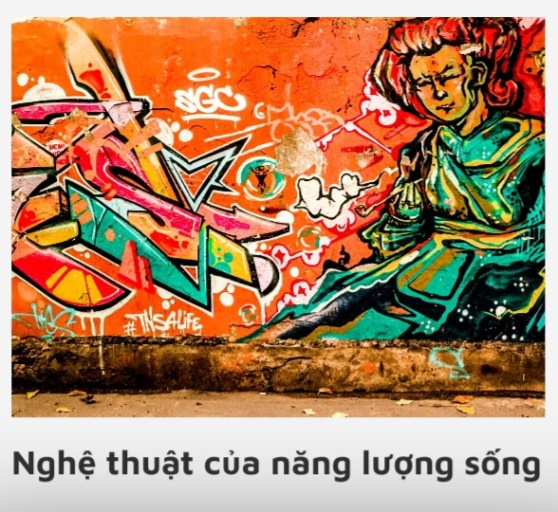 SGC
#TNSALIFE
Nghệ thuật của năng lượng sống